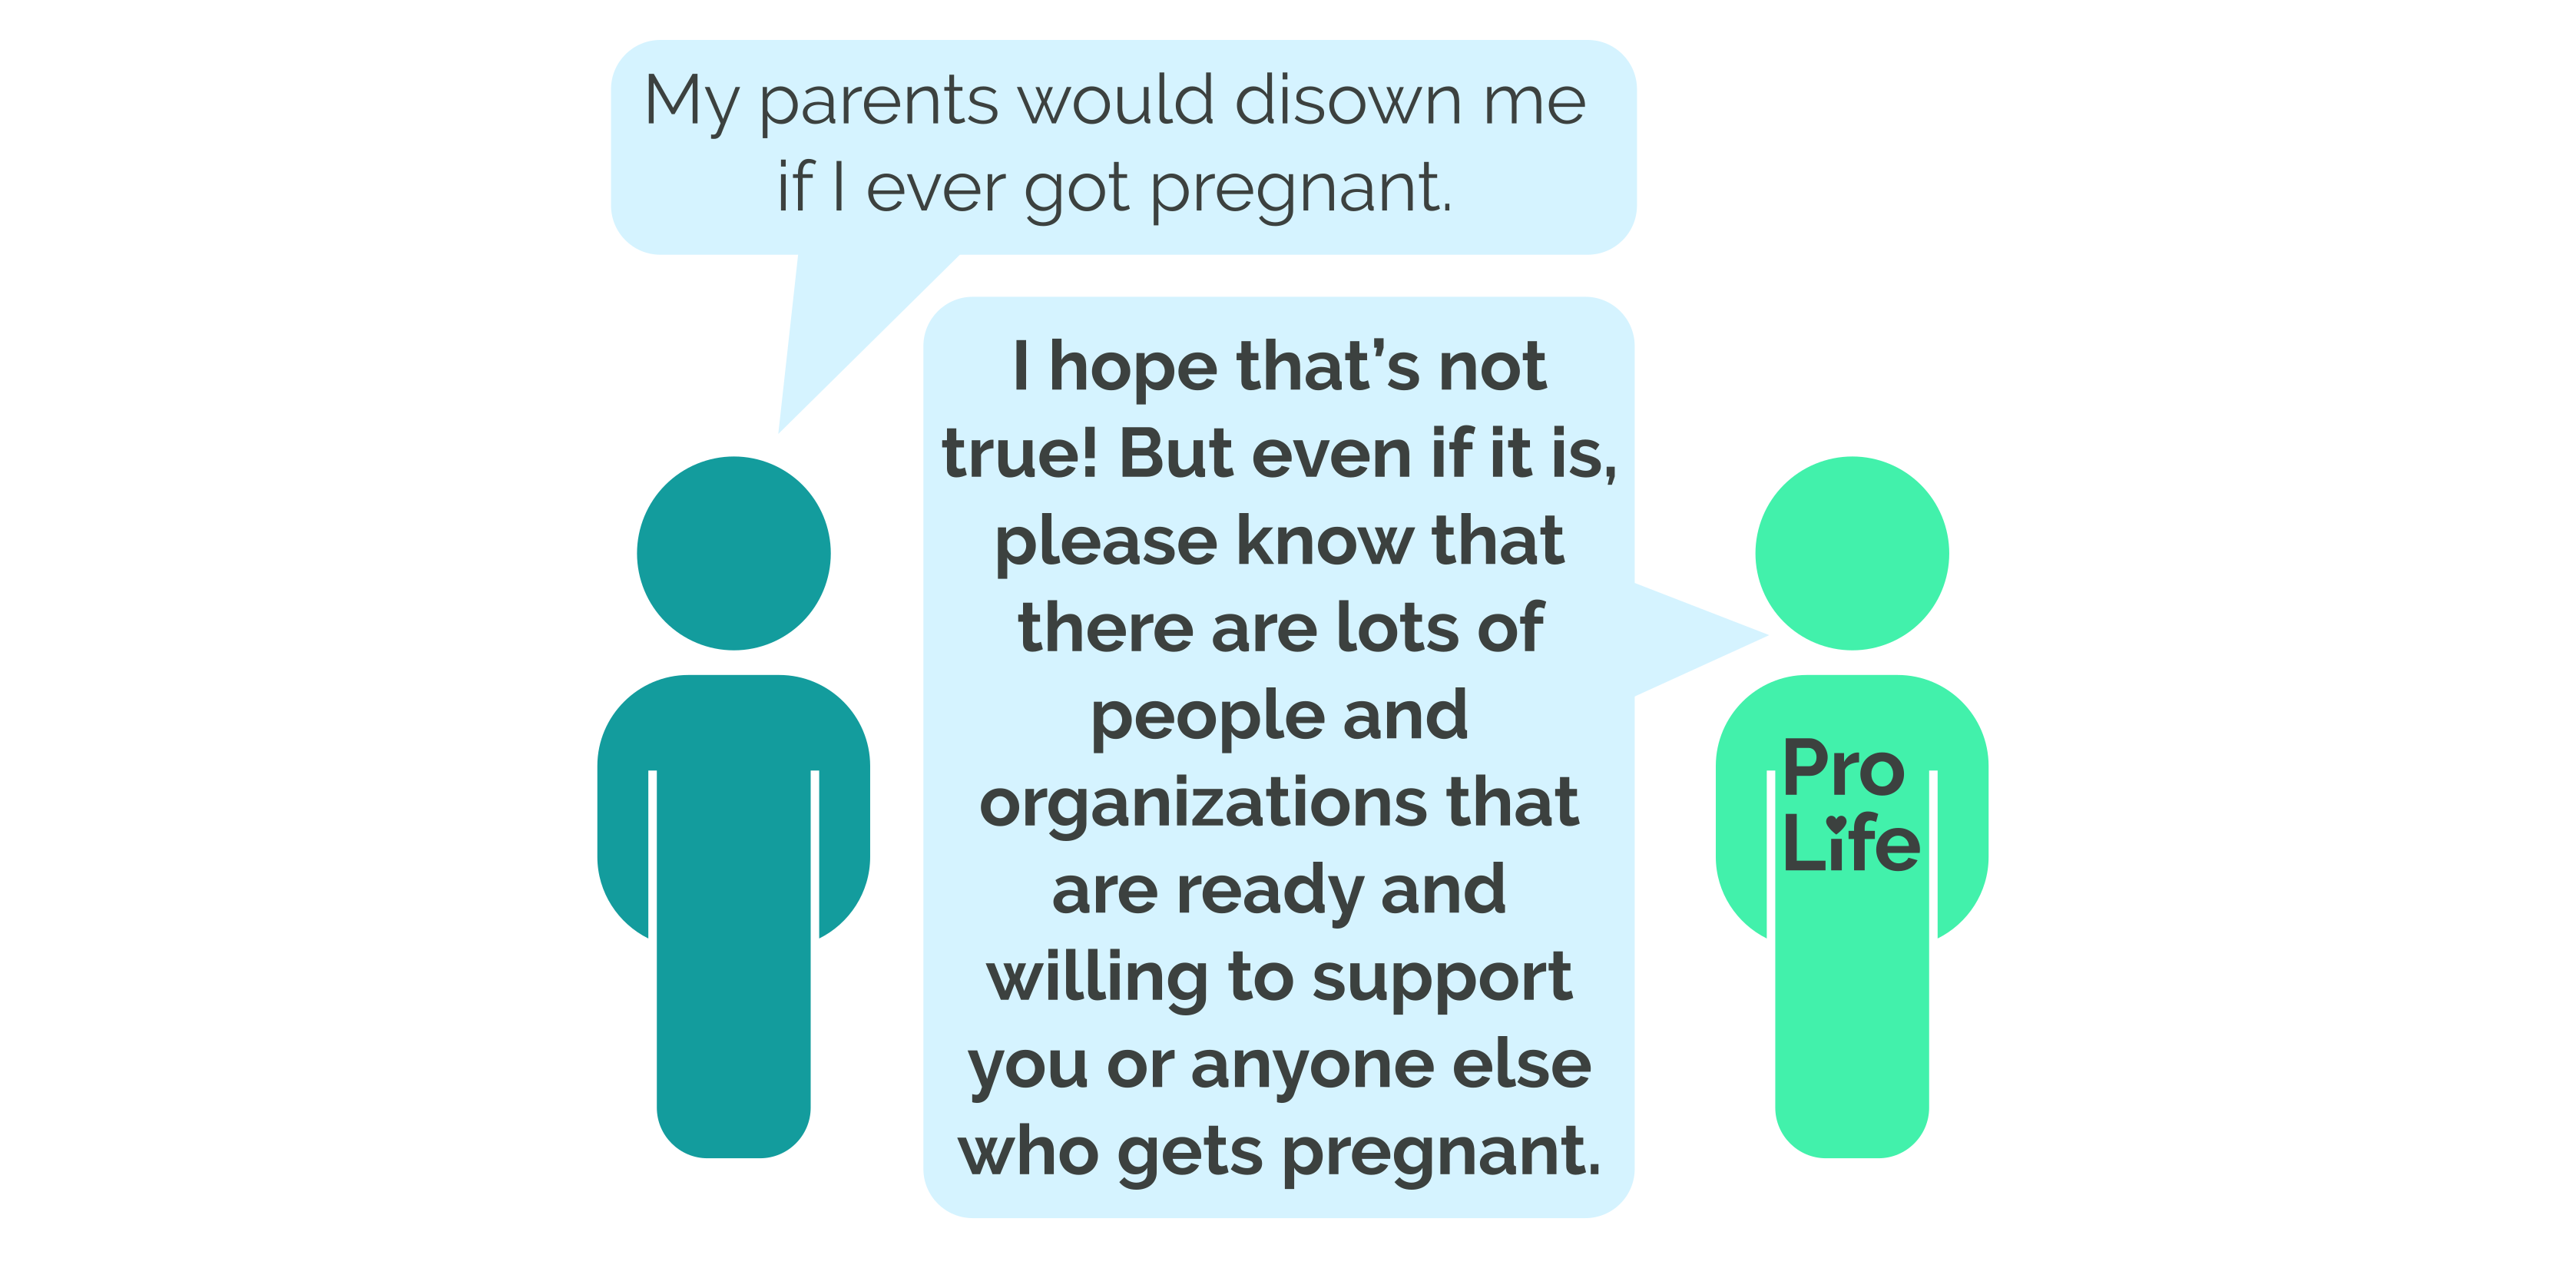 My parents would disown me
if I ever got pregnant.
I hope that’s not
true! But even if it is,
please know that
there are lots of
people and
organizations that
are ready and
willing to support
you or anyone else
who gets pregnant.
Pro
Life